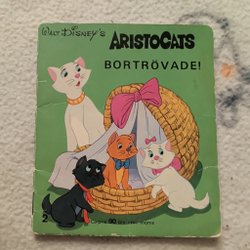 Walt Disney's
ARISTOCATS
BORTRÖVADE!
2